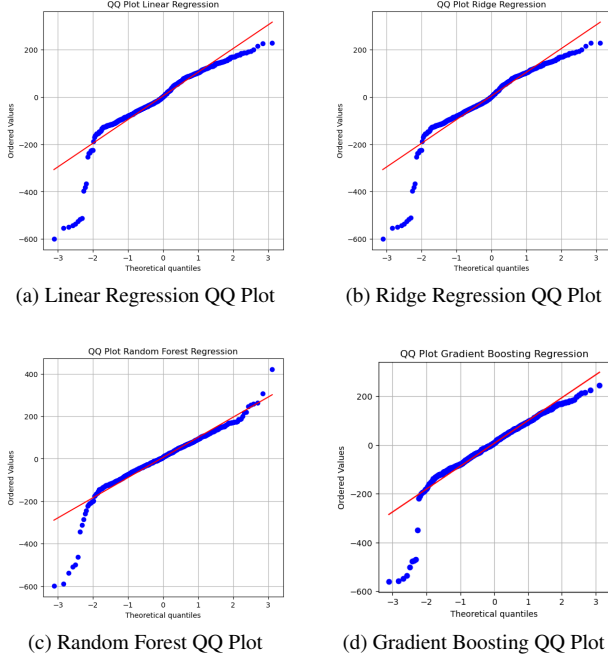 QQ Plot Linear Regression
Ordered Values
200
0
−200
−400
−600
−3 −2 −1 0 1 2 3
Theoretical quantiles
(a) Linear Regression QQ Plot
QQ Plot Ridge Regression
Ordered Values
200
0
−200
−400
−600
−3 −2 −1 0 1 2 3
Theoretical quantiles
(b) Ridge Regression QQ Plot
QQ Plot Random Forest Regression
Ordered Values
400
200
0
−200
−400
−600
−3 −2 −1 0 1 2 3
Theoretical quantiles
(c) Random Forest QQ Plot
QQ Plot Gradient Boosting Regression
Ordered Values
200
0
−200
−400
−600
−3 −2 −1 0 1 2 3
Theoretical quantiles
(d) Gradient Boosting QQ Plot